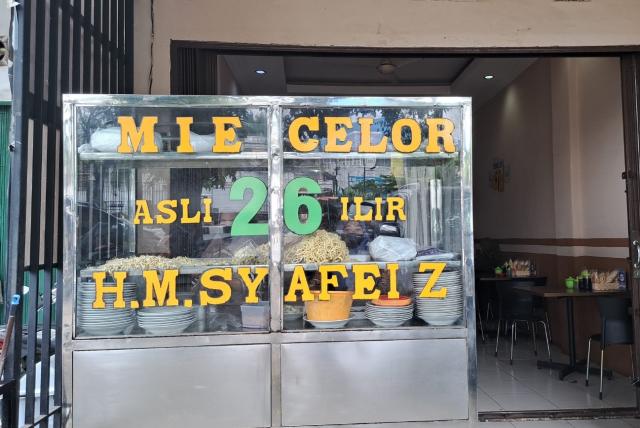 MIE CELOR
ASLI 26 ILIR
H.M.SYAFEI Z